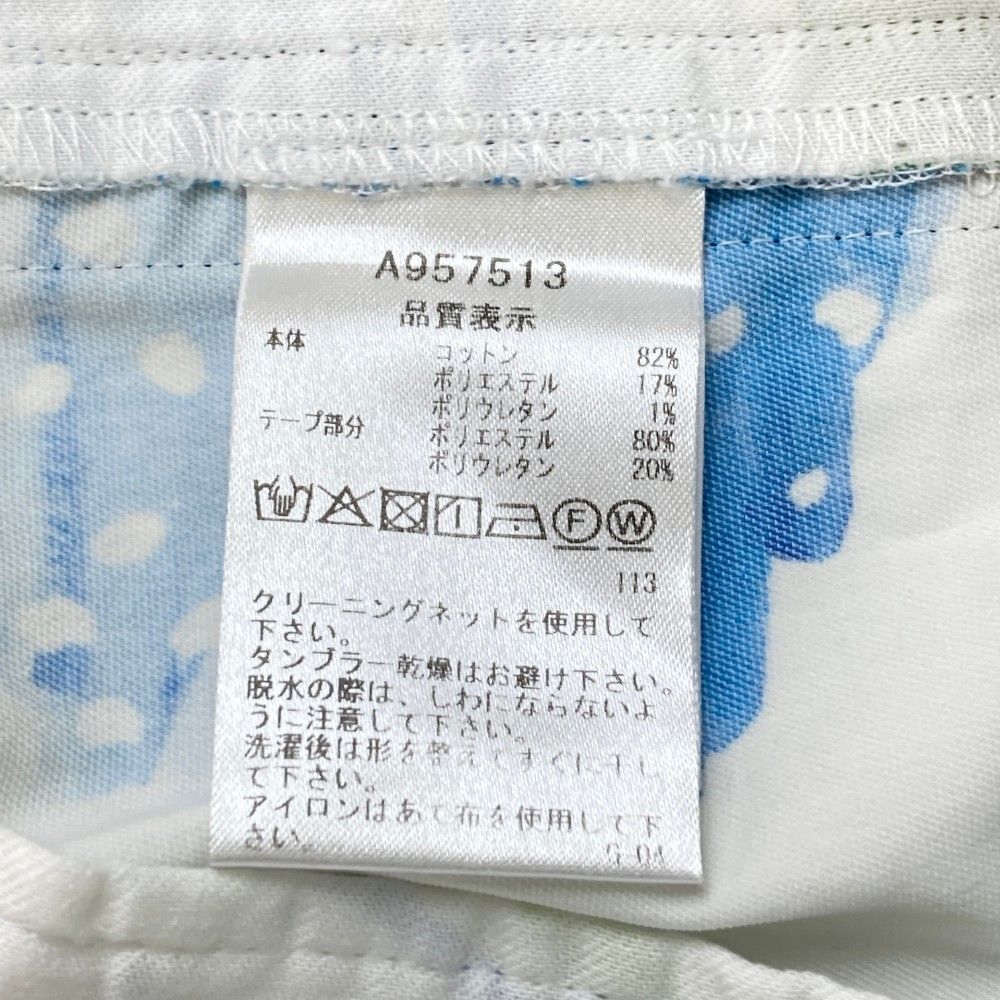 A957513
品質表示
本体 コットン 82%
ポリエステル 17%
ポリウレタン 1%
テープ部分 ポリエステル 80%
ポリウレタン 20%
F W
113
クリーニングネットを使用して
下さい。
タンブラー乾燥はお避け下さい。
脱水の際は、しわにならないよ
うに注意して下さい。
洗濯後は形を整えてすぐに干し
て下さい。
アイロンはあて布を使用して下
さい。 G-04